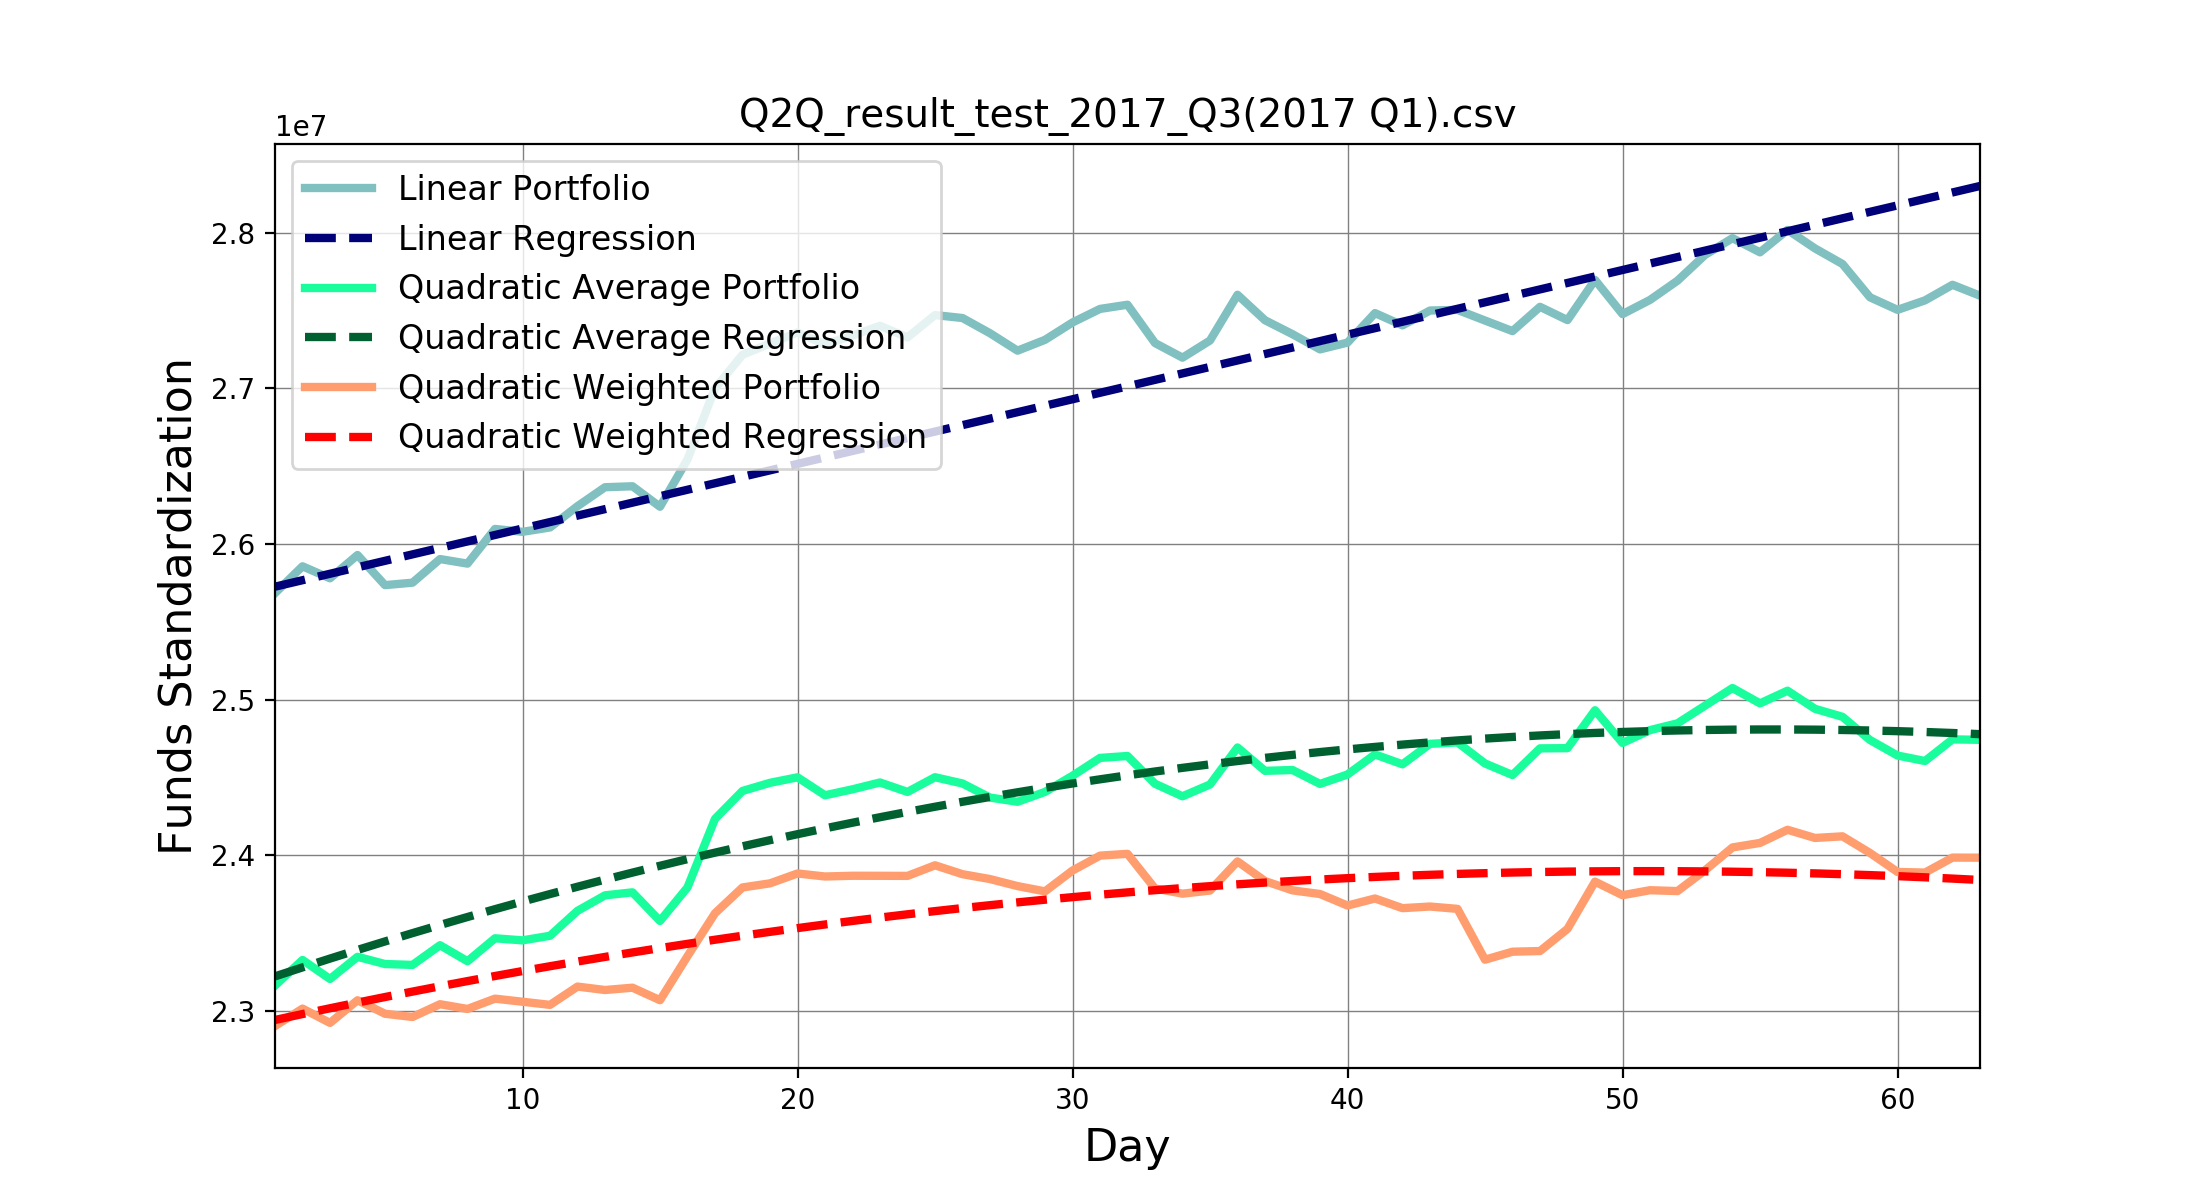 Q2Q_result_test_2017_Q3(2017 Q1).csv
1e7
Linear Portfolio
Linear Regression
Quadratic Average Portfolio
Quadratic Average Regression
Quadratic Weighted Portfolio
Quadratic Weighted Regression
Funds Standardization
2.8
2.7
2.6
2.5
2.4
2.3
10 20 30 40 50 60
Day